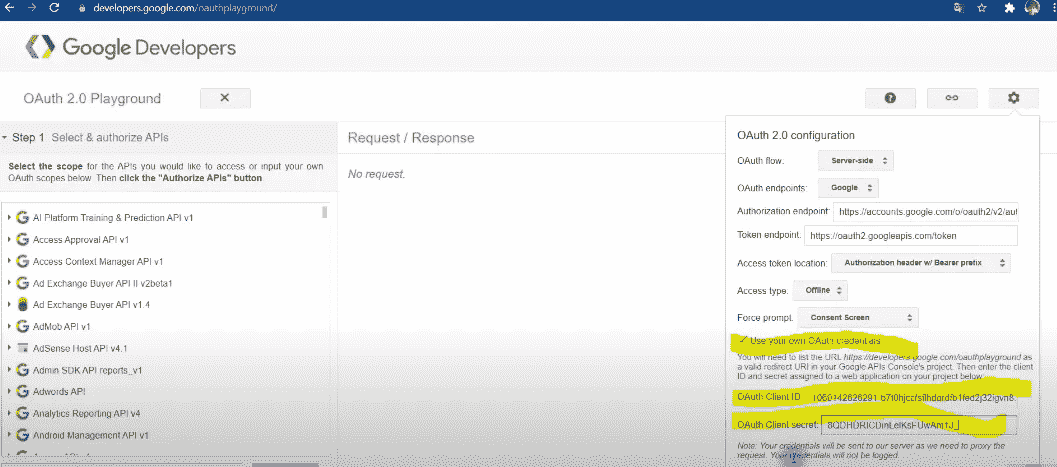 developers.google.com/oauthplayground/
Google Developers
OAuth 2.0 Playground
Step 1 Select & authorize APIs
Select the scope for the APIs you would like to access or input your own
OAuth scopes below. Then click the "Authorize APIs" button.
AI Platform Training & Prediction API v1
Access Approval API v1
Access Context Manager API v1
Ad Exchange Buyer API II v2beta1
Ad Exchange Buyer API v1.4
AdMob API v1
AdSense Host API v4.1
Admin SDK API reports_v1
Adwords API
Analytics Reporting API v4
Android Management API v1
Request / Response
No request.
OAuth 2.0 configuration
OAuth flow: Server-side
OAuth endpoints: Google
Authorization endpoint: https://accounts.google.com/o/oauth2/v2/aut
Token endpoint: https://oauth2.googleapis.com/token
Access token location: Authorization header w/ Bearer prefix
Access type: Offline
Force prompt: Consent Screen
Use your own OAuth credentials
You will need to list the URL https://developers.google.com/oauthplayground as
a valid redirect URI in your Google APIs Console's project. Then enter the client
ID and secret assigned to a web application on your project below:
OAuth Client ID
OAuth Client secret:
Note: Your credentials will be sent to our server as we need to proxy the
request. Your credentials will not be logged.